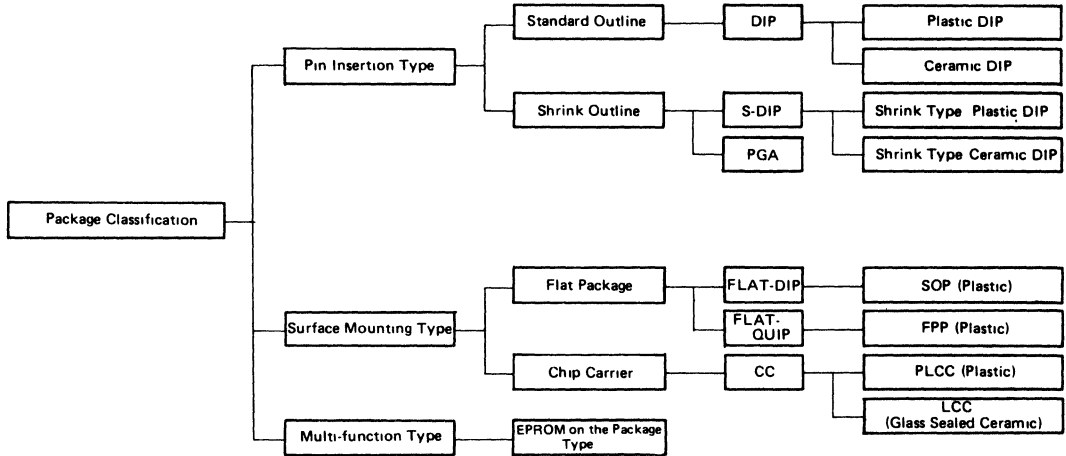 Standard Outline
DIP
Plastic DIP
Pin Insertion Type
Ceramic DIP
Shrink Outline
S-DIP
Shrink Type Plastic DIP
PGA
Shrink Type Ceramic DIP
Package Classification
Flat Package
FLAT-DIP
SOP (Plastic)
Surface Mounting Type
FLAT-
QUIP
FPP (Plastic)
Chip Carrier
CC
PLCC (Plastic)
LCC
(Glass Sealed Ceramic)
Multi-function Type
EPROM on the Package
Type